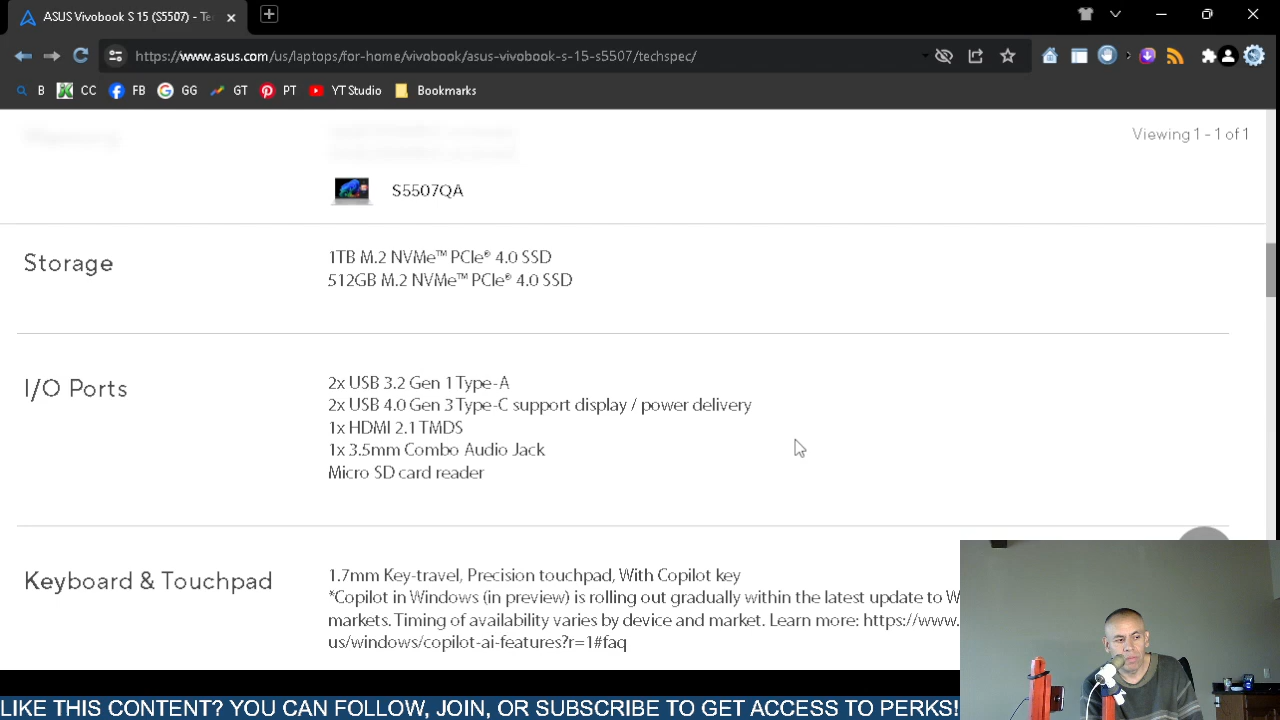 ASUS Vivobook S 15 (S5507) - Te
https://www.asus.com/us/laptops/for-home/vivobook/asus-vivobook-s-15-s5507/techspec/
B CC FB GG GT PT YT Studio Bookmarks
Memory
Viewing 1 - 1 of 1
S5507QA
Storage
1TB M.2 NVMe™ PCIe® 4.0 SSD
512GB M.2 NVMe™ PCIe® 4.0 SSD
I/O Ports
2x USB 3.2 Gen 1 Type-A
2x USB 4.0 Gen 3 Type-C support display / power delivery
1x HDMI 2.1 TMDS
1x 3.5mm Combo Audio Jack
Micro SD card reader
Keyboard & Touchpad
1.7mm Key-travel, Precision touchpad, With Copilot key
*Copilot in Windows (in preview) is rolling out gradually within the latest update to W
markets. Timing of availability varies by device and market. Learn more: https://www.
us/windows/copilot-ai-features?r=1#faq
LIKE THIS CONTENT? YOU CAN FOLLOW, JOIN, OR SUBSCRIBE TO GET ACCESS TO PERKS!